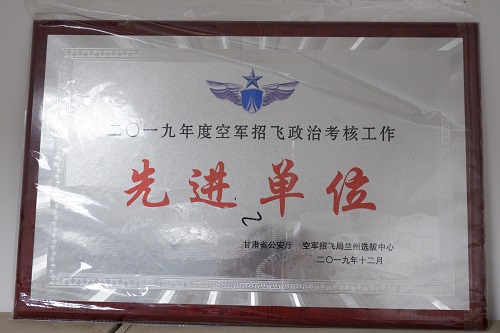 二〇一九年度空军招飞政治考核工作
先进单位
甘肃省公安厅 空军招飞局兰州选拔中心
二〇一九年十二月